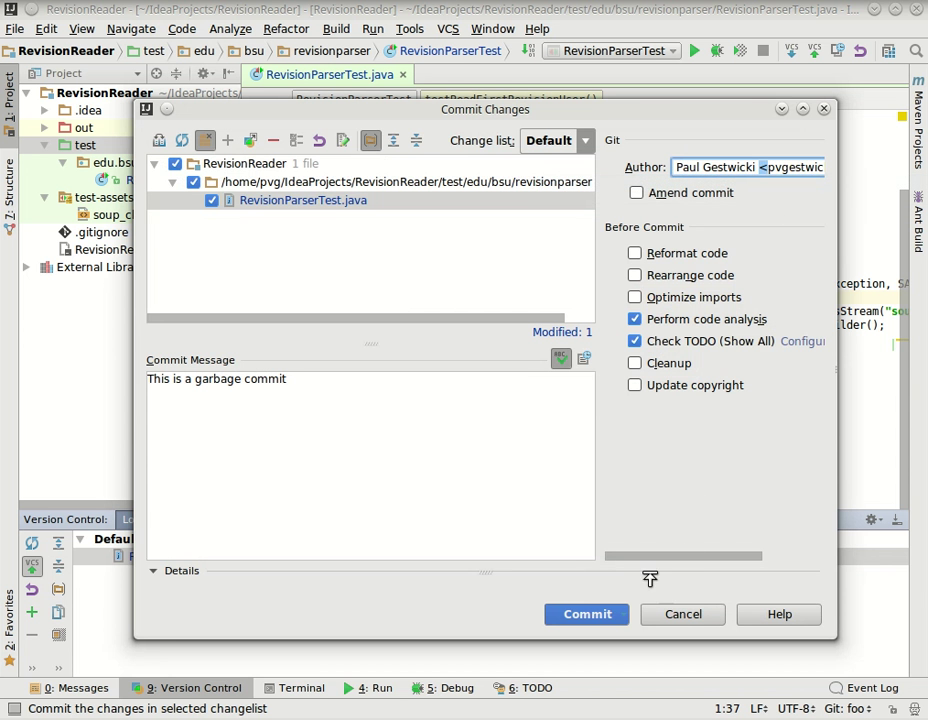 RevisionReader - [~/IdeaProjects/RevisionReader] - [RevisionReader] - ~/IdeaProjects/RevisionReader/test/edu/bsu/revisionparser/RevisionParserTest.java - I...
File Edit View Navigate Code Analyze Refactor Build Run Tools VCS Window Help
RevisionReader test edu bsu revisionparser RevisionParserTest RevisionParserTest
1: Project
Project
RevisionParserTest.java
RevisionReader ~/IdeaProjects/
.idea
out
test
edu.bsu
R
test-assets
soup_cl
.gitignore
RevisionRe
External Libra
7: Structure
2: Favorites
Maven Projects
Ant Build
RevisionParserTest testReadFirstRevisionUser()
Commit Changes
Change list: Default
RevisionReader 1 file
/home/pvg/IdeaProjects/RevisionReader/test/edu/bsu/revisionparser
RevisionParserTest.java
Modified: 1
Commit Message
This is a garbage commit
Details
Git
Author: Paul Gestwicki <pvgestwic
Amend commit
Before Commit
Reformat code
Rearrange code
Optimize imports
Perform code analysis
Check TODO (Show All) Configu
Cleanup
Update copyright
Commit Cancel Help
xception, SA
sStream("sou
ilder();
Version Control: Lo
Defau
0: Messages 9: Version Control Terminal 4: Run 5: Debug 6: TODO Event Log
Commit the changes in selected changelist 1:37 LF UTF-8 Git: foo